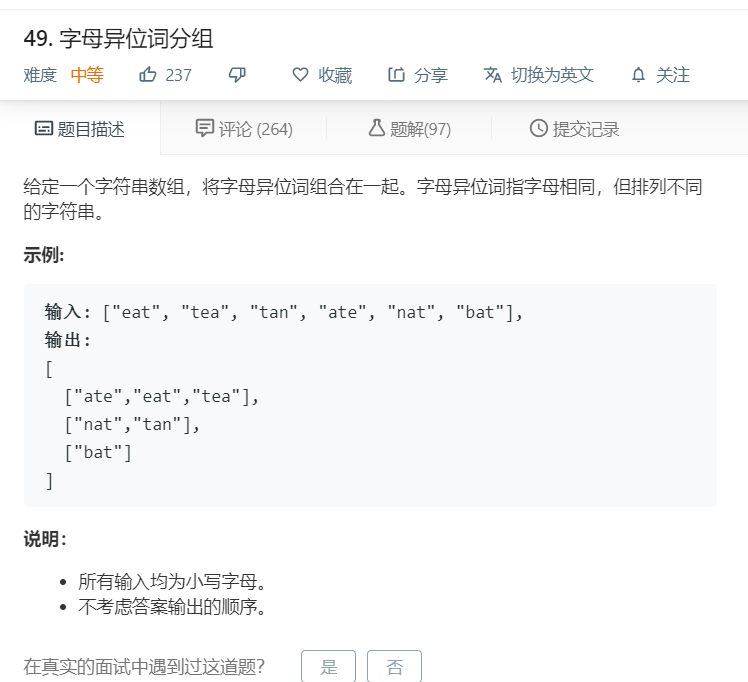 49. 字母异位词分组
难度 中等 237 收藏 分享 切换为英文 关注
题目描述 评论 (264) 题解(97) 提交记录
给定一个字符串数组，将字母异位词组合在一起。字母异位词指字母相同，但排列不同
的字符串。
示例:
输入: ["eat", "tea", "tan", "ate", "nat", "bat"],
输出:
[
  ["ate","eat","tea"],
  ["nat","tan"],
  ["bat"]
]
说明：
• 所有输入均为小写字母。
• 不考虑答案输出的顺序。
在真实的面试中遇到过这道题? 是 否